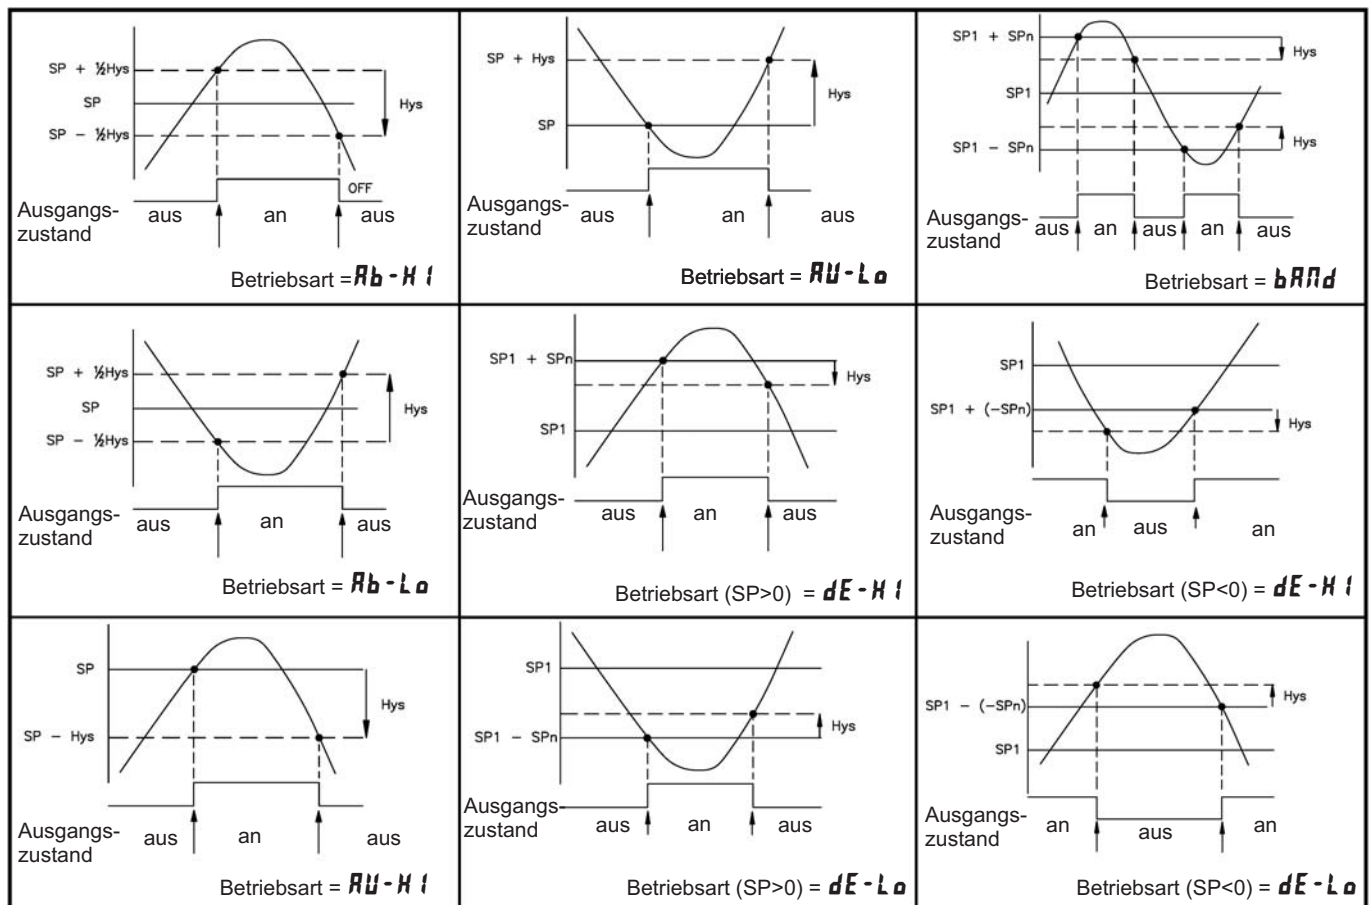 SP + ½Hys
SP
SP - ½Hys
Hys
OFF
Ausgangs-
zustand
aus an aus
Betriebsart = Ab-HI
SP + Hys
SP
Hys
Ausgangs-
zustand
aus an aus
Betriebsart = AU-Lo
SP1 + SPn
Hys
SP1
SP1 - SPn
Hys
Ausgangs-
zustand
aus an aus an aus
Betriebsart = bANd
SP + ½Hys
SP
SP - ½Hys
Hys
Ausgangs-
zustand
aus an aus
Betriebsart = Ab-Lo
SP1 + SPn
Hys
SP1
Ausgangs-
zustand
aus an aus
Betriebsart (SP>0) = dE-HI
SP1
SP1 + (-SPn)
Hys
Ausgangs-
zustand
an aus an
Betriebsart (SP<0) = dE-HI
SP
Hys
SP - Hys
Ausgangs-
zustand
aus an aus
Betriebsart = AU-HI
SP1
SP1 - SPn
Hys
Ausgangs-
zustand
aus an aus
Betriebsart (SP>0) = dE-Lo
Hys
SP1 - (-SPn)
SP1
Ausgangs-
zustand
an aus an
Betriebsart (SP<0) = dE-Lo